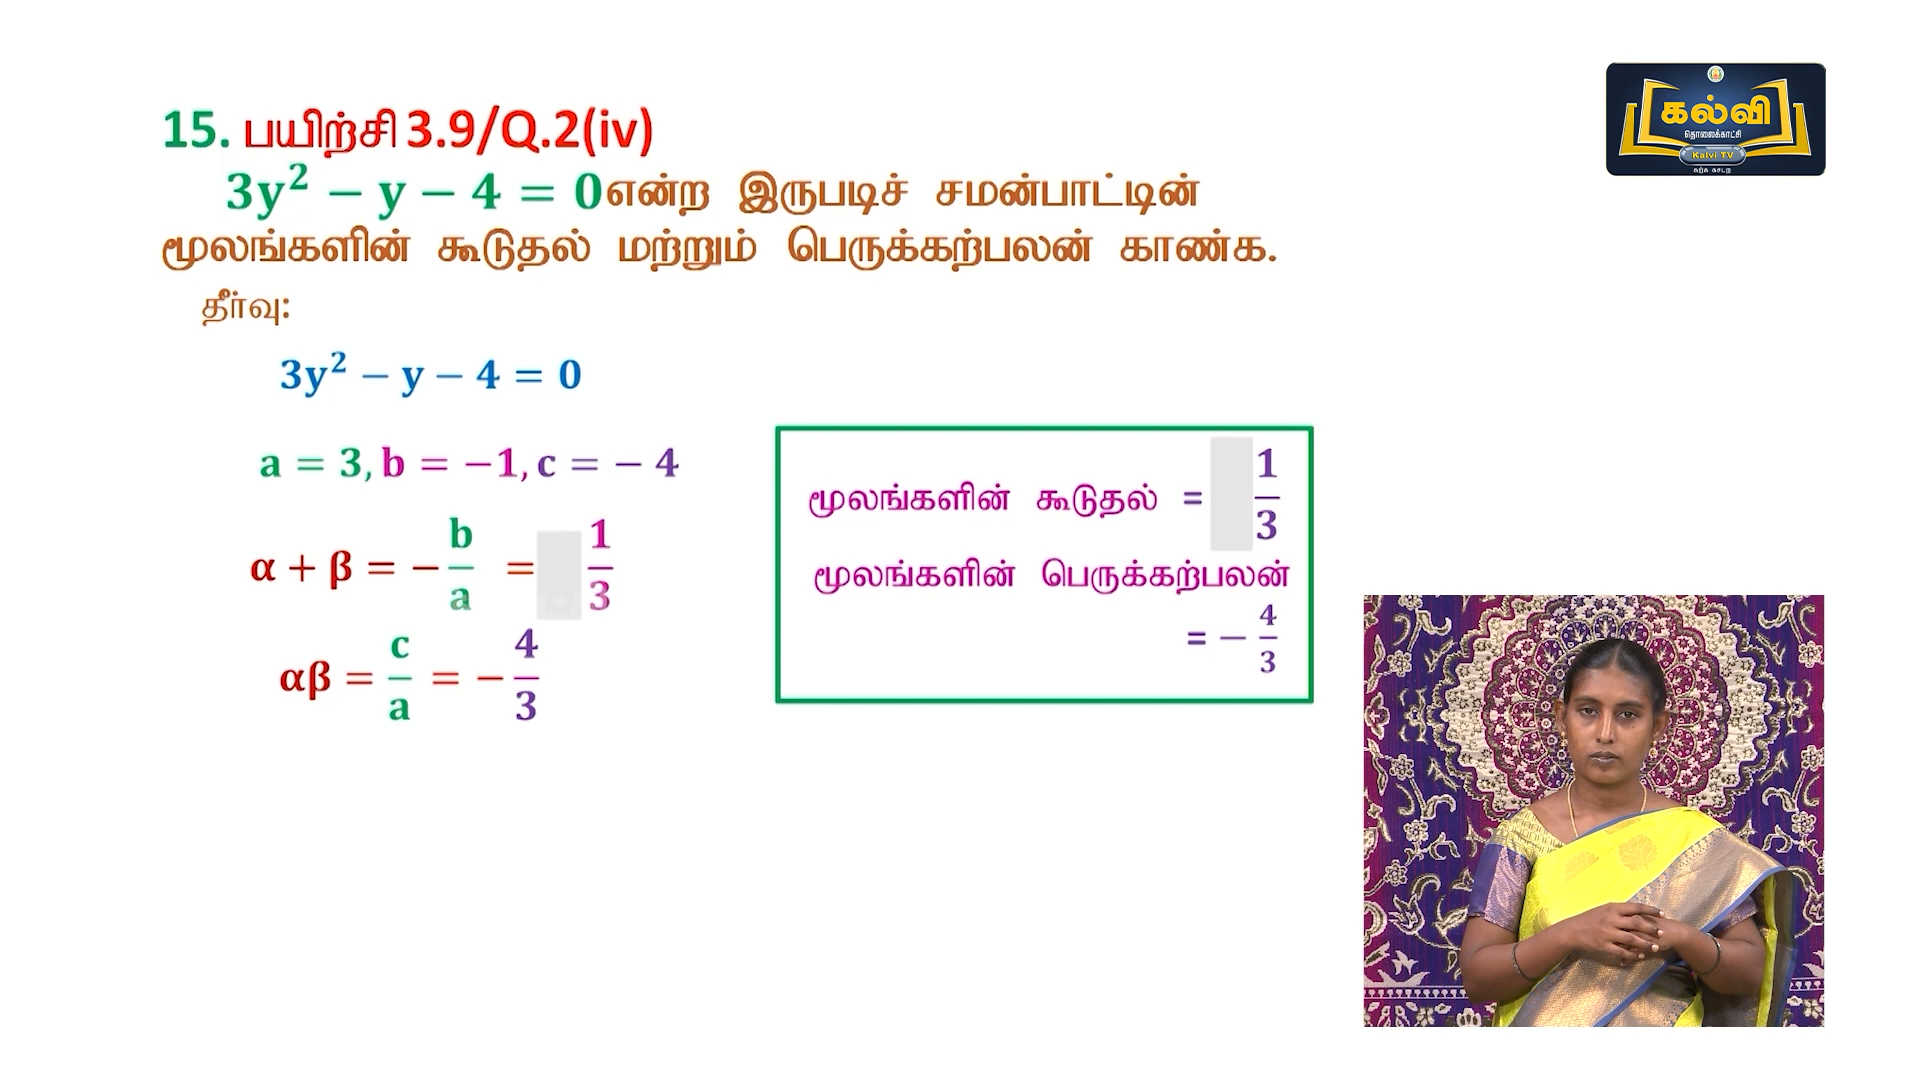 கல்வி
தொலைக்காட்சி
Kalvi TV
கற்க கசடற
15. பயிற்சி 3.9/Q.2(iv)
3y² − y − 4 = 0 என்ற இருபடிச் சமன்பாட்டின்
மூலங்களின் கூடுதல் மற்றும் பெருக்கற்பலன் காண்க.
தீர்வு:
3y² − y − 4 = 0
a = 3, b = −1, c = − 4
α + β = − b/a = 1/3
αβ = c/a = − 4/3
மூலங்களின் கூடுதல் = 1/3
மூலங்களின் பெருக்கற்பலன்
= − 4/3